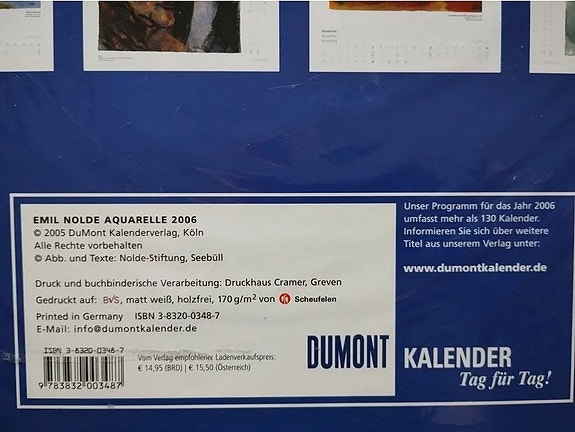 EMIL NOLDE AQUARELLE 2006
© 2005 DuMont Kalenderverlag, Köln
Alle Rechte vorbehalten
© Abb. und Texte: Nolde-Stiftung, Seebüll
Druck und buchbinderische Verarbeitung: Druckhaus Cramer, Greven
Gedruckt auf: BVS, matt weiß, holzfrei, 170 g/m² von Scheufelen
Printed in Germany ISBN 3-8320-0348-7
E-Mail: info@dumontkalender.de
ISBN 3-8320-0348-7
9 783832 003487
Vom Verlag empfohlener Ladenverkaufspreis:
€ 14,95 (BRD) | € 15,50 (Österreich)
Unser Programm für das Jahr 2006
umfasst mehr als 130 Kalender.
Informieren Sie sich über weitere
Titel aus unserem Verlag unter:
www.dumontkalender.de
DUMONT KALENDER
Tag für Tag!